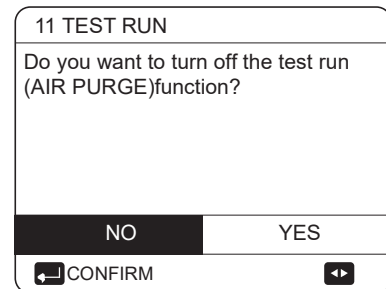 11 TEST RUN
Do you want to turn off the test run
(AIR PURGE)function?
NO YES
CONFIRM